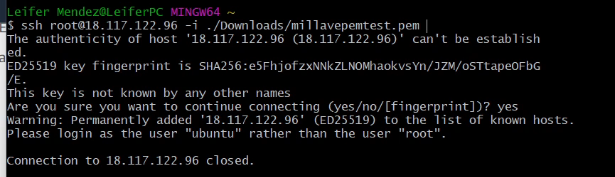 Leifer Mendez@LeiferPC MINGW64 ~
$ ssh root@18.117.122.96 -i ./Downloads/millavepemtest.pem
The authenticity of host '18.117.122.96 (18.117.122.96)' can't be establish
ed.
ED25519 key fingerprint is SHA256:e5FhjofzxNNkZLNOMhaokvsYn/JZM/oSTtapeOFbG
/E.
This key is not known by any other names
Are you sure you want to continue connecting (yes/no/[fingerprint])? yes
Warning: Permanently added '18.117.122.96' (ED25519) to the list of known hosts.
Please login as the user "ubuntu" rather than the user "root".
Connection to 18.117.122.96 closed.